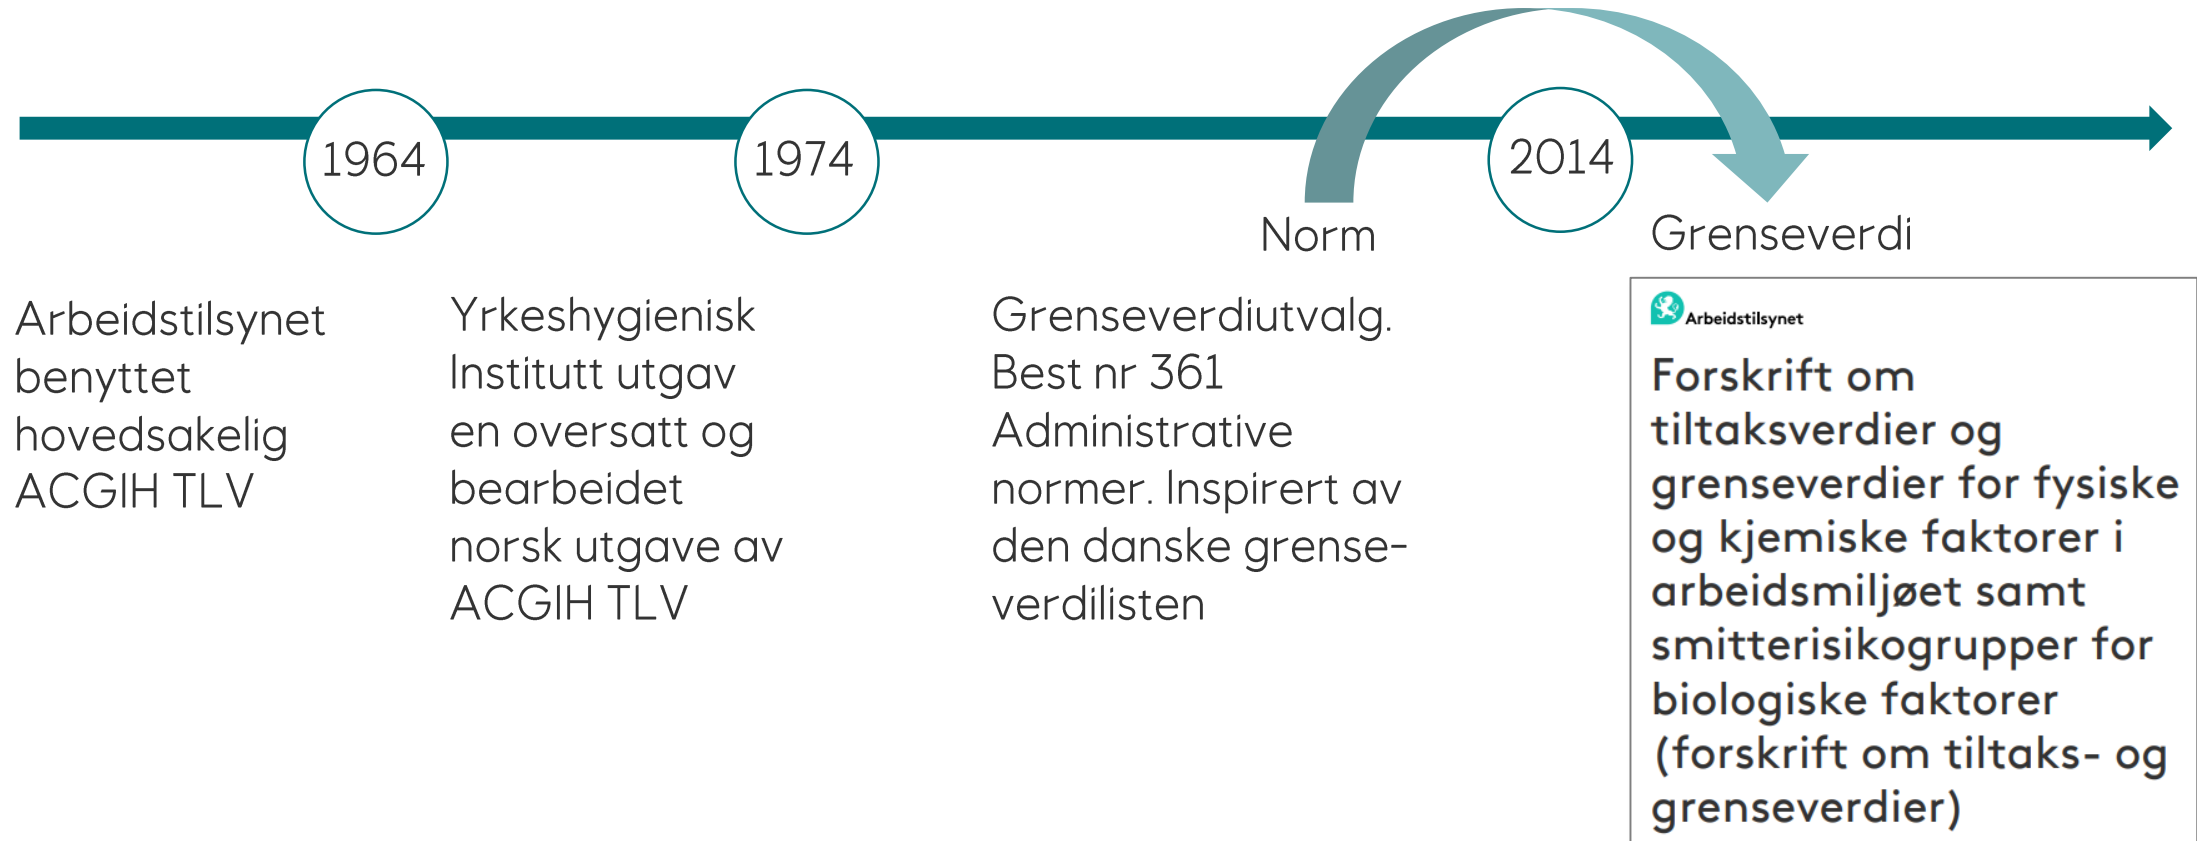 1964
1974
2014
Norm
Grenseverdi
Arbeidstilsynet
benyttet
hovedsakelig
ACGIH TLV
Yrkeshygienisk
Institutt utgav
en oversatt og
bearbeidet
norsk utgave av
ACGIH TLV
Grenseverdiutvalg.
Best nr 361
Administrative
normer. Inspirert av
den danske grense-
verdilisten
Arbeidstilsynet
Forskrift om
tiltaksverdier og
grenseverdier for fysiske
og kjemiske faktorer i
arbeidsmiljøet samt
smitterisikogrupper for
biologiske faktorer
(forskrift om tiltaks- og
grenseverdier)